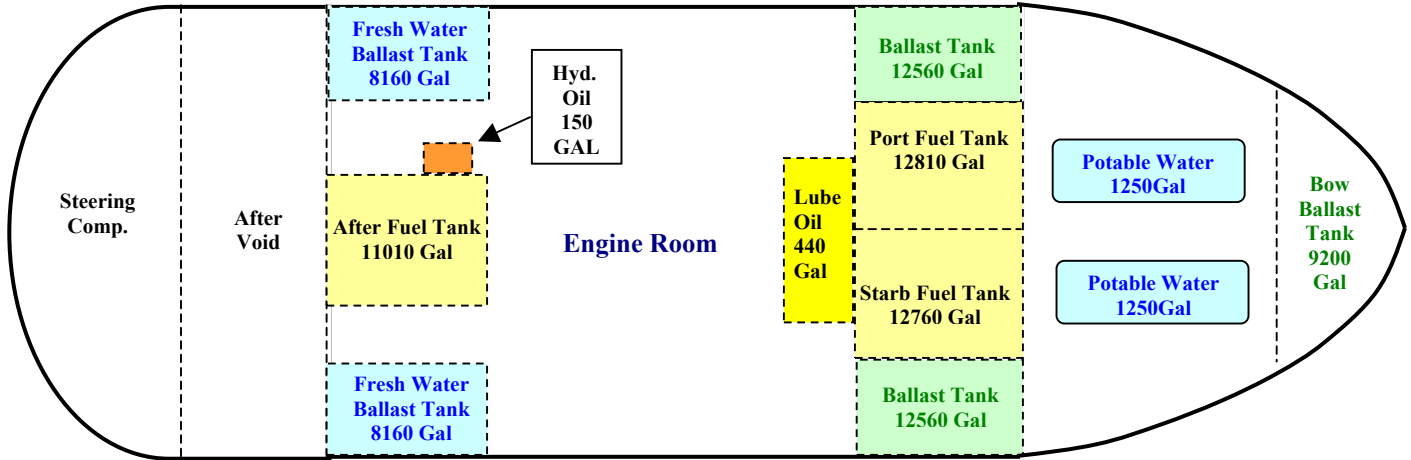 Steering
Comp.
After
Void
Fresh Water
Ballast Tank
8160 Gal
Hyd.
Oil
150
GAL
After Fuel Tank
11010 Gal
Fresh Water
Ballast Tank
8160 Gal
Engine Room
Lube
Oil
440
Gal
Ballast Tank
12560 Gal
Port Fuel Tank
12810 Gal
Starb Fuel Tank
12760 Gal
Ballast Tank
12560 Gal
Potable Water
1250Gal
Potable Water
1250Gal
Bow
Ballast
Tank
9200
Gal